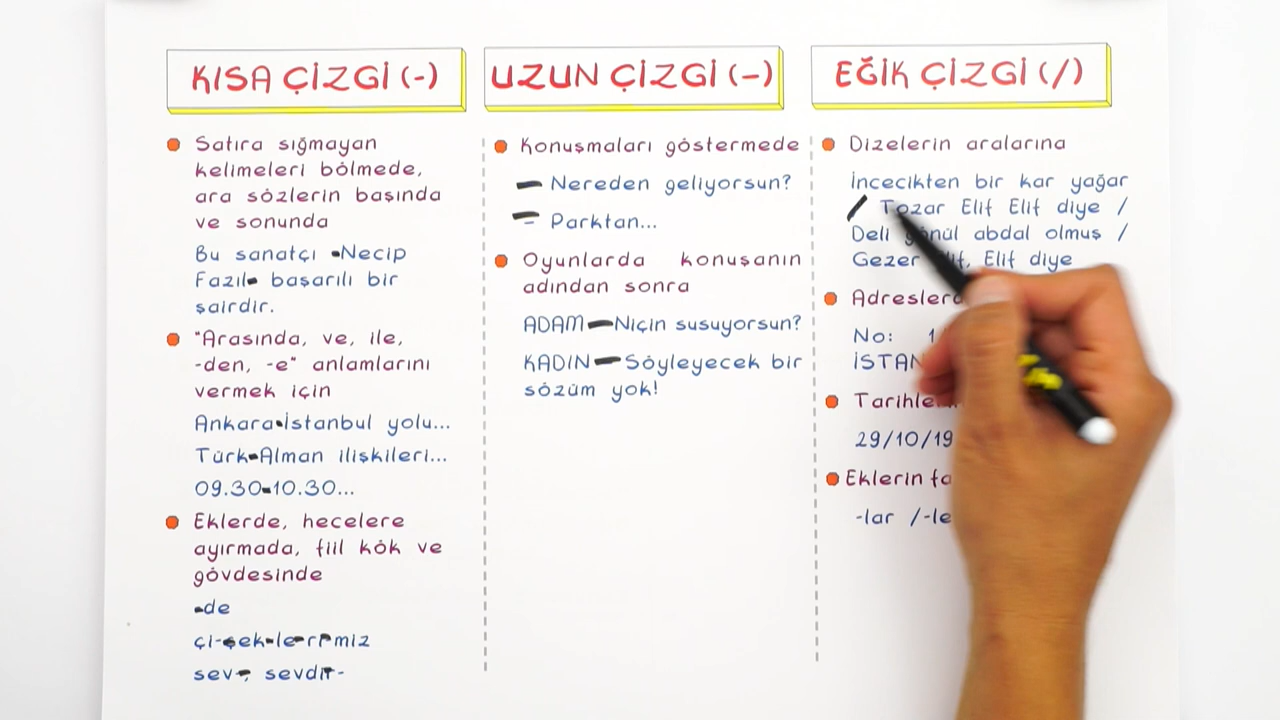 KISA ÇİZGİ (-)
Satıra sığmayan
kelimeleri bölmede,
ara sözlerin başında
ve sonunda
Bu sanatçı -Necip
Fazıl- başarılı bir
şairdir.
"Arasında, ve, ile,
-den, -e" anlamlarını
vermek için
Ankara-İstanbul yolu...
Türk-Alman ilişkileri...
09.30-10.30...
Eklerde, hecelere
ayırmada, fiil kök ve
gövdesinde
-de
çi-çek-le-ri-miz
sev-, sevdir-
UZUN ÇİZGİ (–)
Konuşmaları göstermede
– Nereden geliyorsun?
– Parktan...
Oyunlarda konuşanın
adından sonra
ADAM – Niçin susuyorsun?
KADIN – Söyleyecek bir
sözüm yok!
EĞİK ÇİZGİ (/)
Dizelerin aralarına
İncecikten bir kar yağar
/ Tozar Elif Elif diye /
Deli gönül abdal olmuş /
Gezer Elif, Elif diye
No:
29/10/19
Eklerin
-lar /